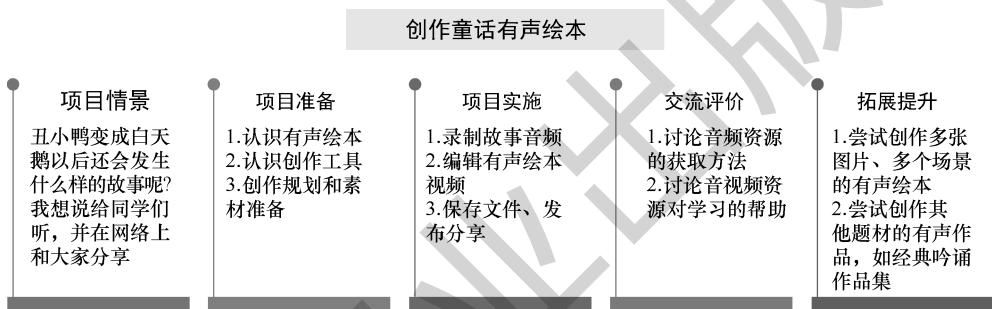 创作童话有声绘本
项目情景
丑小鸭变成白天
鹅以后还会发生
什么样的故事呢?
我想说给同学们
听，并在网络上
和大家分享
项目准备
1.认识有声绘本
2.认识创作工具
3.创作规划和素
材准备
项目实施
1.录制故事音频
2.编辑有声绘本
视频
3.保存文件、发
布分享
交流评价
1.讨论音频资源
的获取方法
2.讨论音视频资
源对学习的帮助
拓展提升
1.尝试创作多张
图片、多个场景
的有声绘本
2.尝试创作其
他题材的有声作
品，如经典吟诵
作品集
业出版